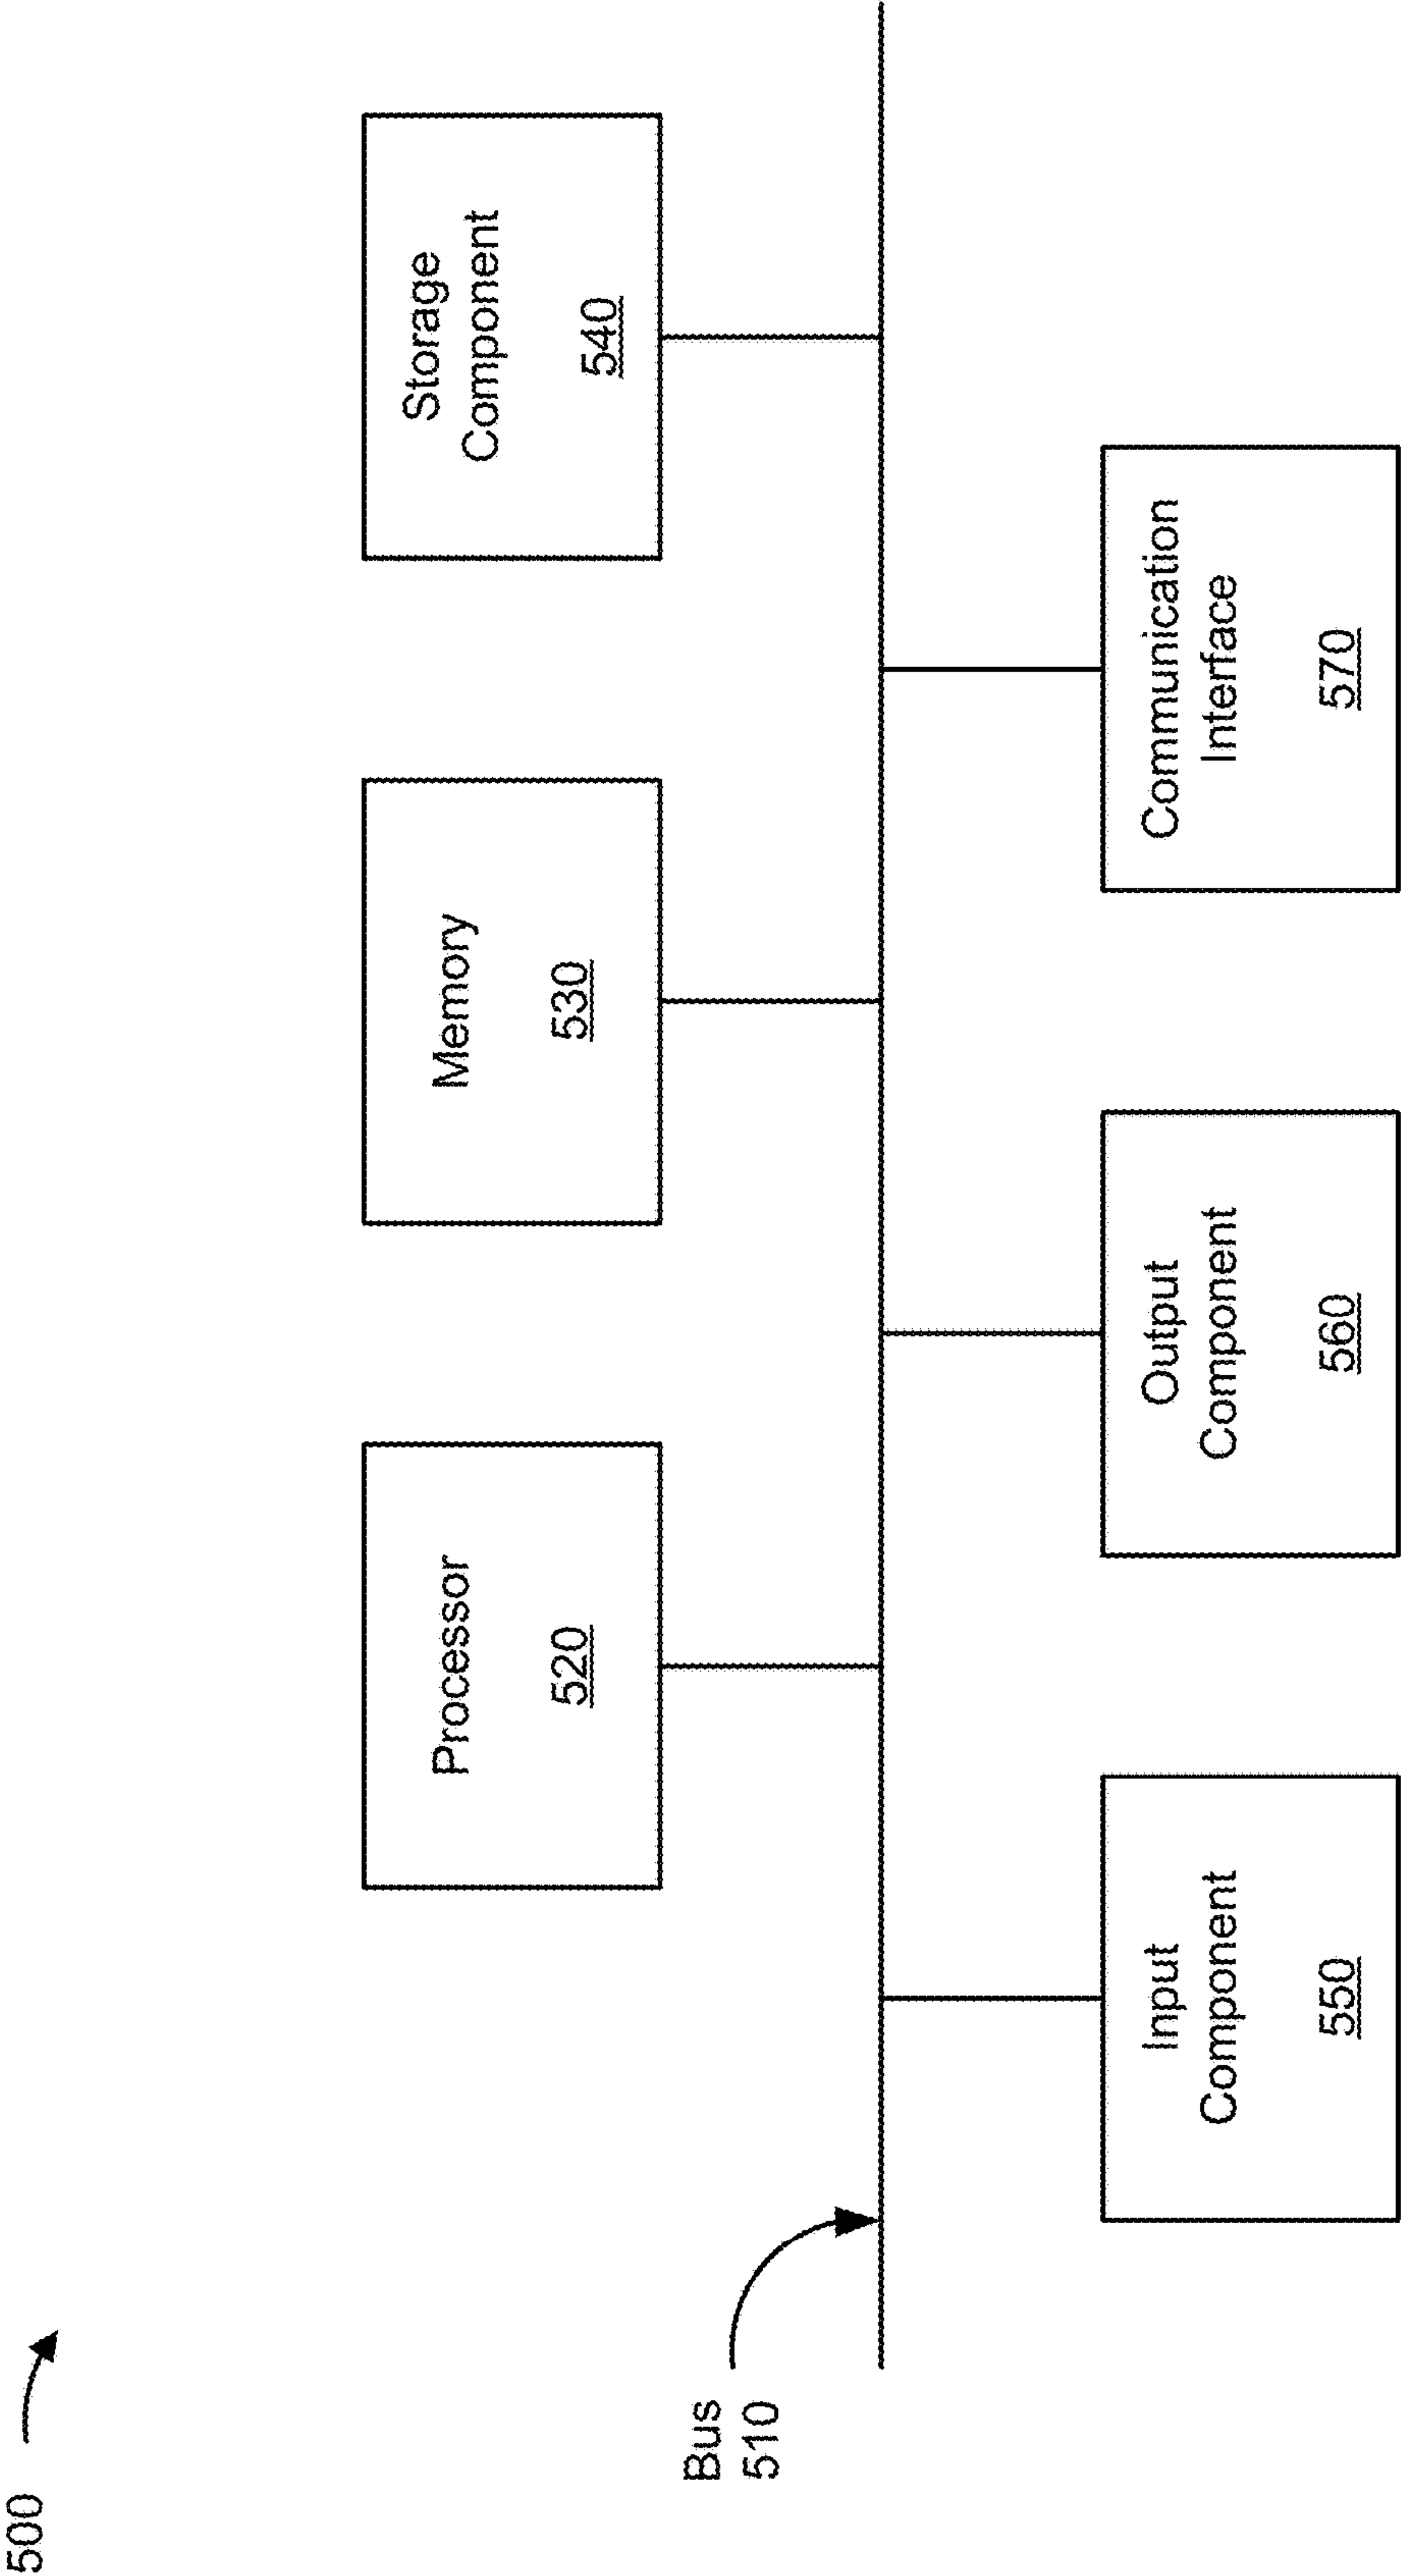 500
Bus
510
Processor
520
Memory
530
Storage
Component
540
Input
Component
550
Output
Component
560
Communication
Interface
570